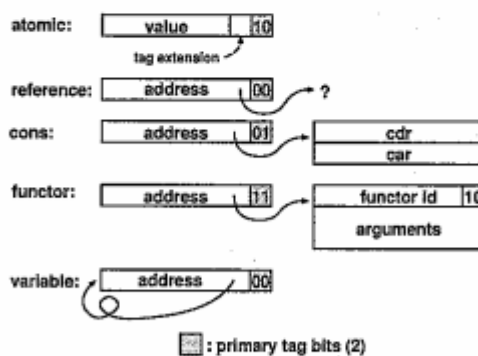 atomic: value 10
tag extension
reference: address 00 ?
cons: address 01 cdr
car
functor: address 11 functor id 10
arguments
variable: address 00
: primary tag bits (2)